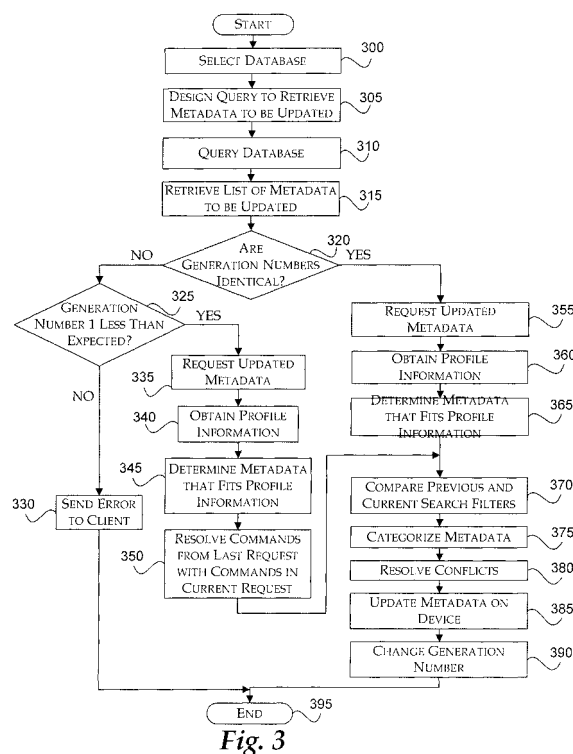 START
SELECT DATABASE
300
DESIGN QUERY TO RETRIEVE
METADATA TO BE UPDATED
305
QUERY DATABASE
310
RETRIEVE LIST OF METADATA
TO BE UPDATED
315
ARE
GENERATION NUMBERS
IDENTICAL?
320
NO
YES
GENERATION
NUMBER 1 LESS THAN
EXPECTED?
325
YES
NO
REQUEST UPDATED
METADATA
335
OBTAIN PROFILE
INFORMATION
340
DETERMINE METADATA
THAT FITS PROFILE
INFORMATION
345
RESOLVE COMMANDS
FROM LAST REQUEST
WITH COMMANDS IN
CURRENT REQUEST
350
SEND ERROR
TO CLIENT
330
REQUEST UPDATED
METADATA
355
OBTAIN PROFILE
INFORMATION
360
DETERMINE METADATA
THAT FITS PROFILE
INFORMATION
365
COMPARE PREVIOUS AND
CURRENT SEARCH FILTERS
370
CATEGORIZE METADATA
375
RESOLVE CONFLICTS
380
UPDATE METADATA ON
DEVICE
385
CHANGE GENERATION
NUMBER
390
END
395
Fig. 3